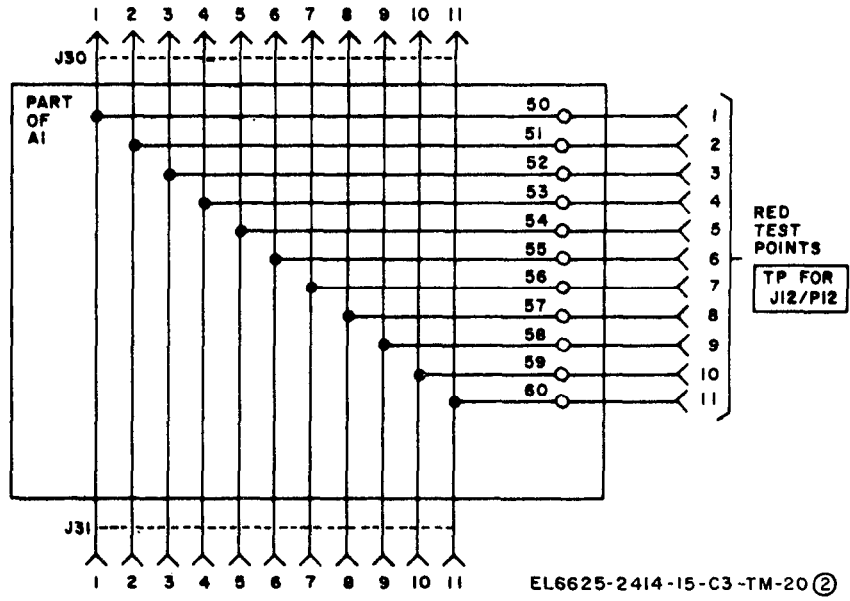 1 2 3 4 5 6 7 8 9 10 11
J30
PART
OF
A1
50
51
52
53
54
55
56
57
58
59
60
1
2
3
4
5
6
7
8
9
10
11
RED
TEST
POINTS
TP FOR
J12/P12
J31
1 2 3 4 5 6 7 8 9 10 11
EL6625-2414-15-C3-TM-20 2